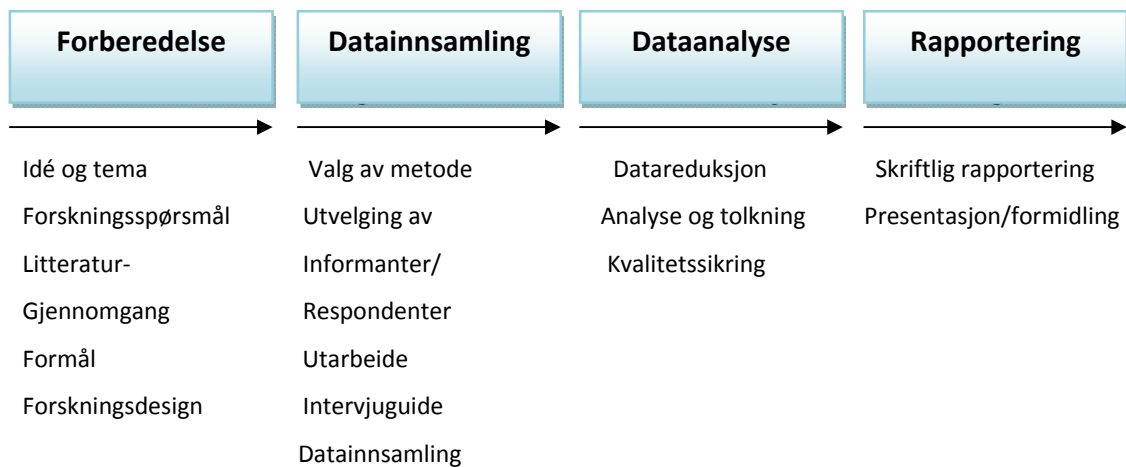 Forberedelse
Datainnsamling
Dataanalyse
Rapportering
Idé og tema
Forskningsspørsmål
Litteratur-
Gjennomgang
Formål
Forskningsdesign
Valg av metode
Utvelging av
Informanter/
Respondenter
Utarbeide
Intervjuguide
Datainnsamling
Datareduksjon
Analyse og tolkning
Kvalitetssikring
Skriftlig rapportering
Presentasjon/formidling